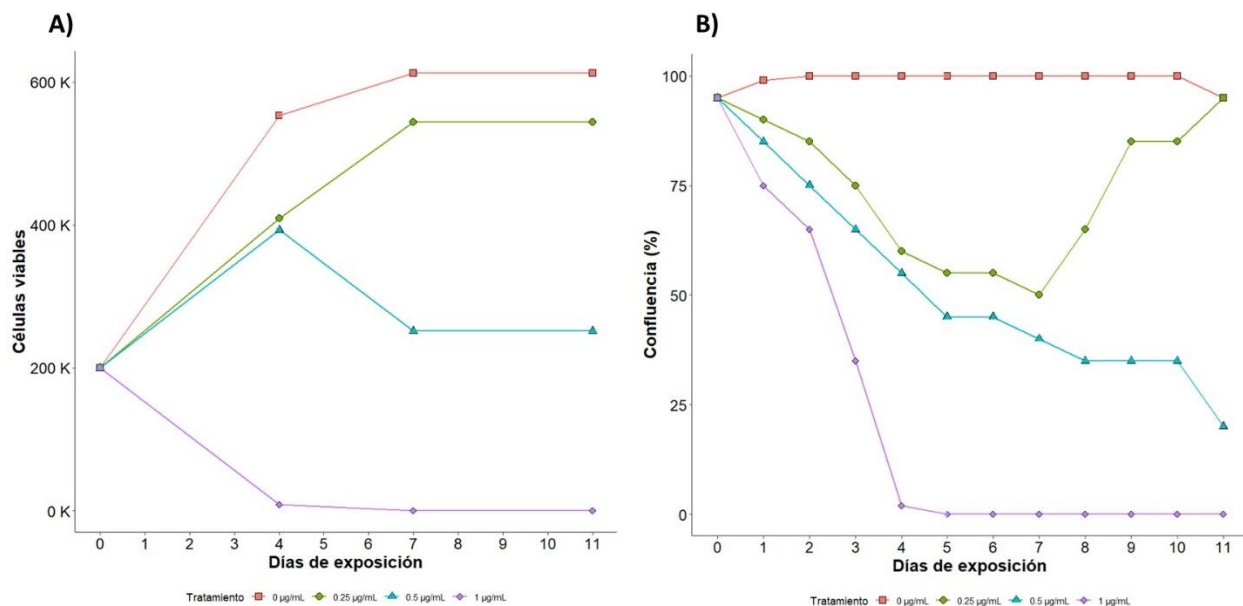 A)
600 K
400 K
200 K
0 K
Células viables
0 1 2 3 4 5 6 7 8 9 10 11
Días de exposición
Tratamiento 0 µg/mL 0.25 µg/mL 0.5 µg/mL 1 µg/mL
B)
100
75
50
25
0
Confluencia (%)
0 1 2 3 4 5 6 7 8 9 10 11
Días de exposición
Tratamiento 0 µg/mL 0.25 µg/mL 0.5 µg/mL 1 µg/mL